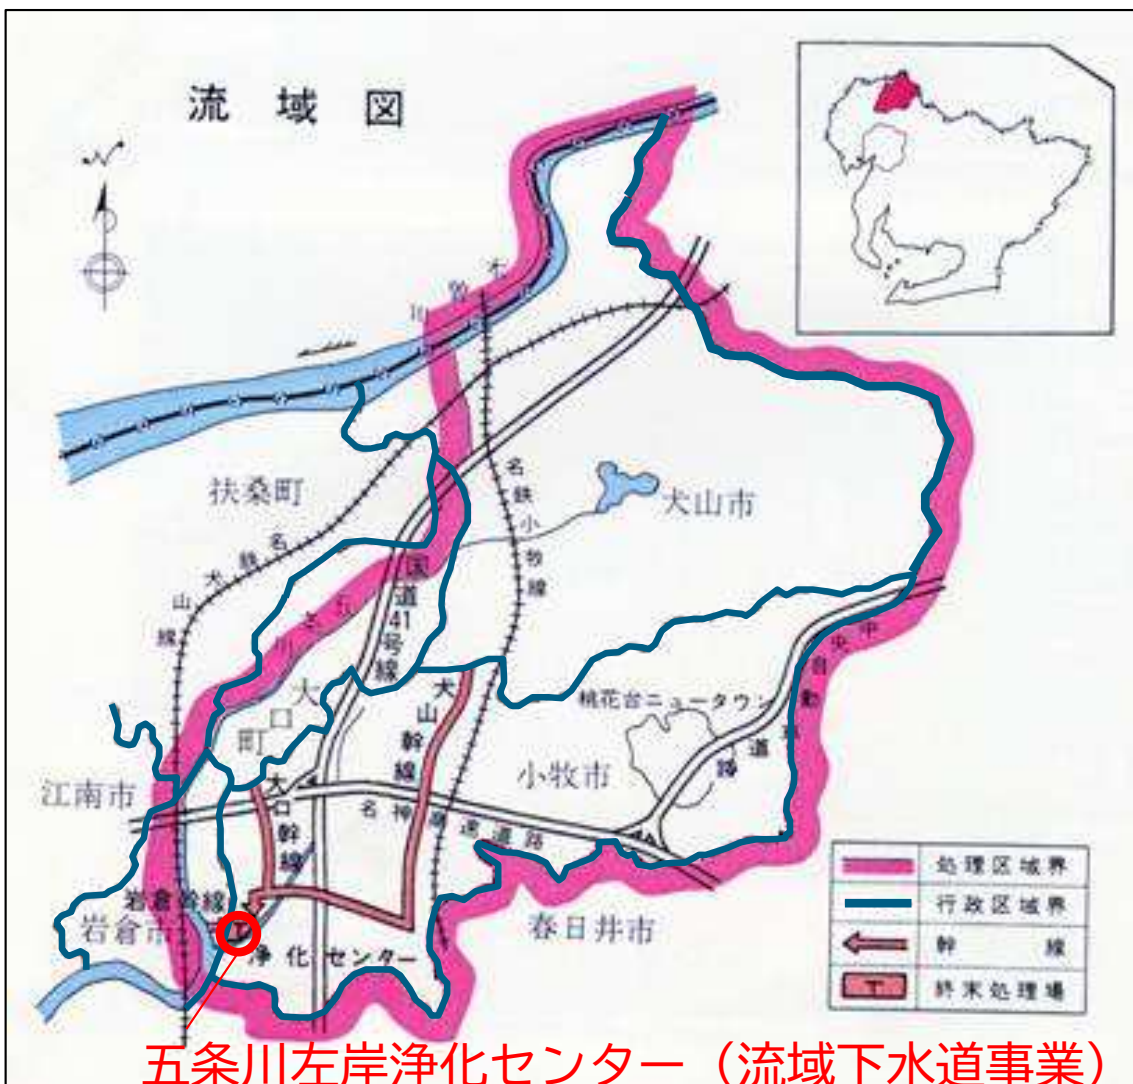 流域図
N
木曽川
扶桑町
犬山市
名鉄小牧線
名鉄犬山線
国道41号線
五条川
大口町
犬山幹線
中央自動車道
桃花台ニュータウン
小牧市
江南市
大口幹線
名神高速道路
岩倉幹線
岩倉市
春日井市
浄化センター
処理区域界
行政区域界
幹線
T 終末処理場
五条川左岸浄化センター（流域下水道事業）